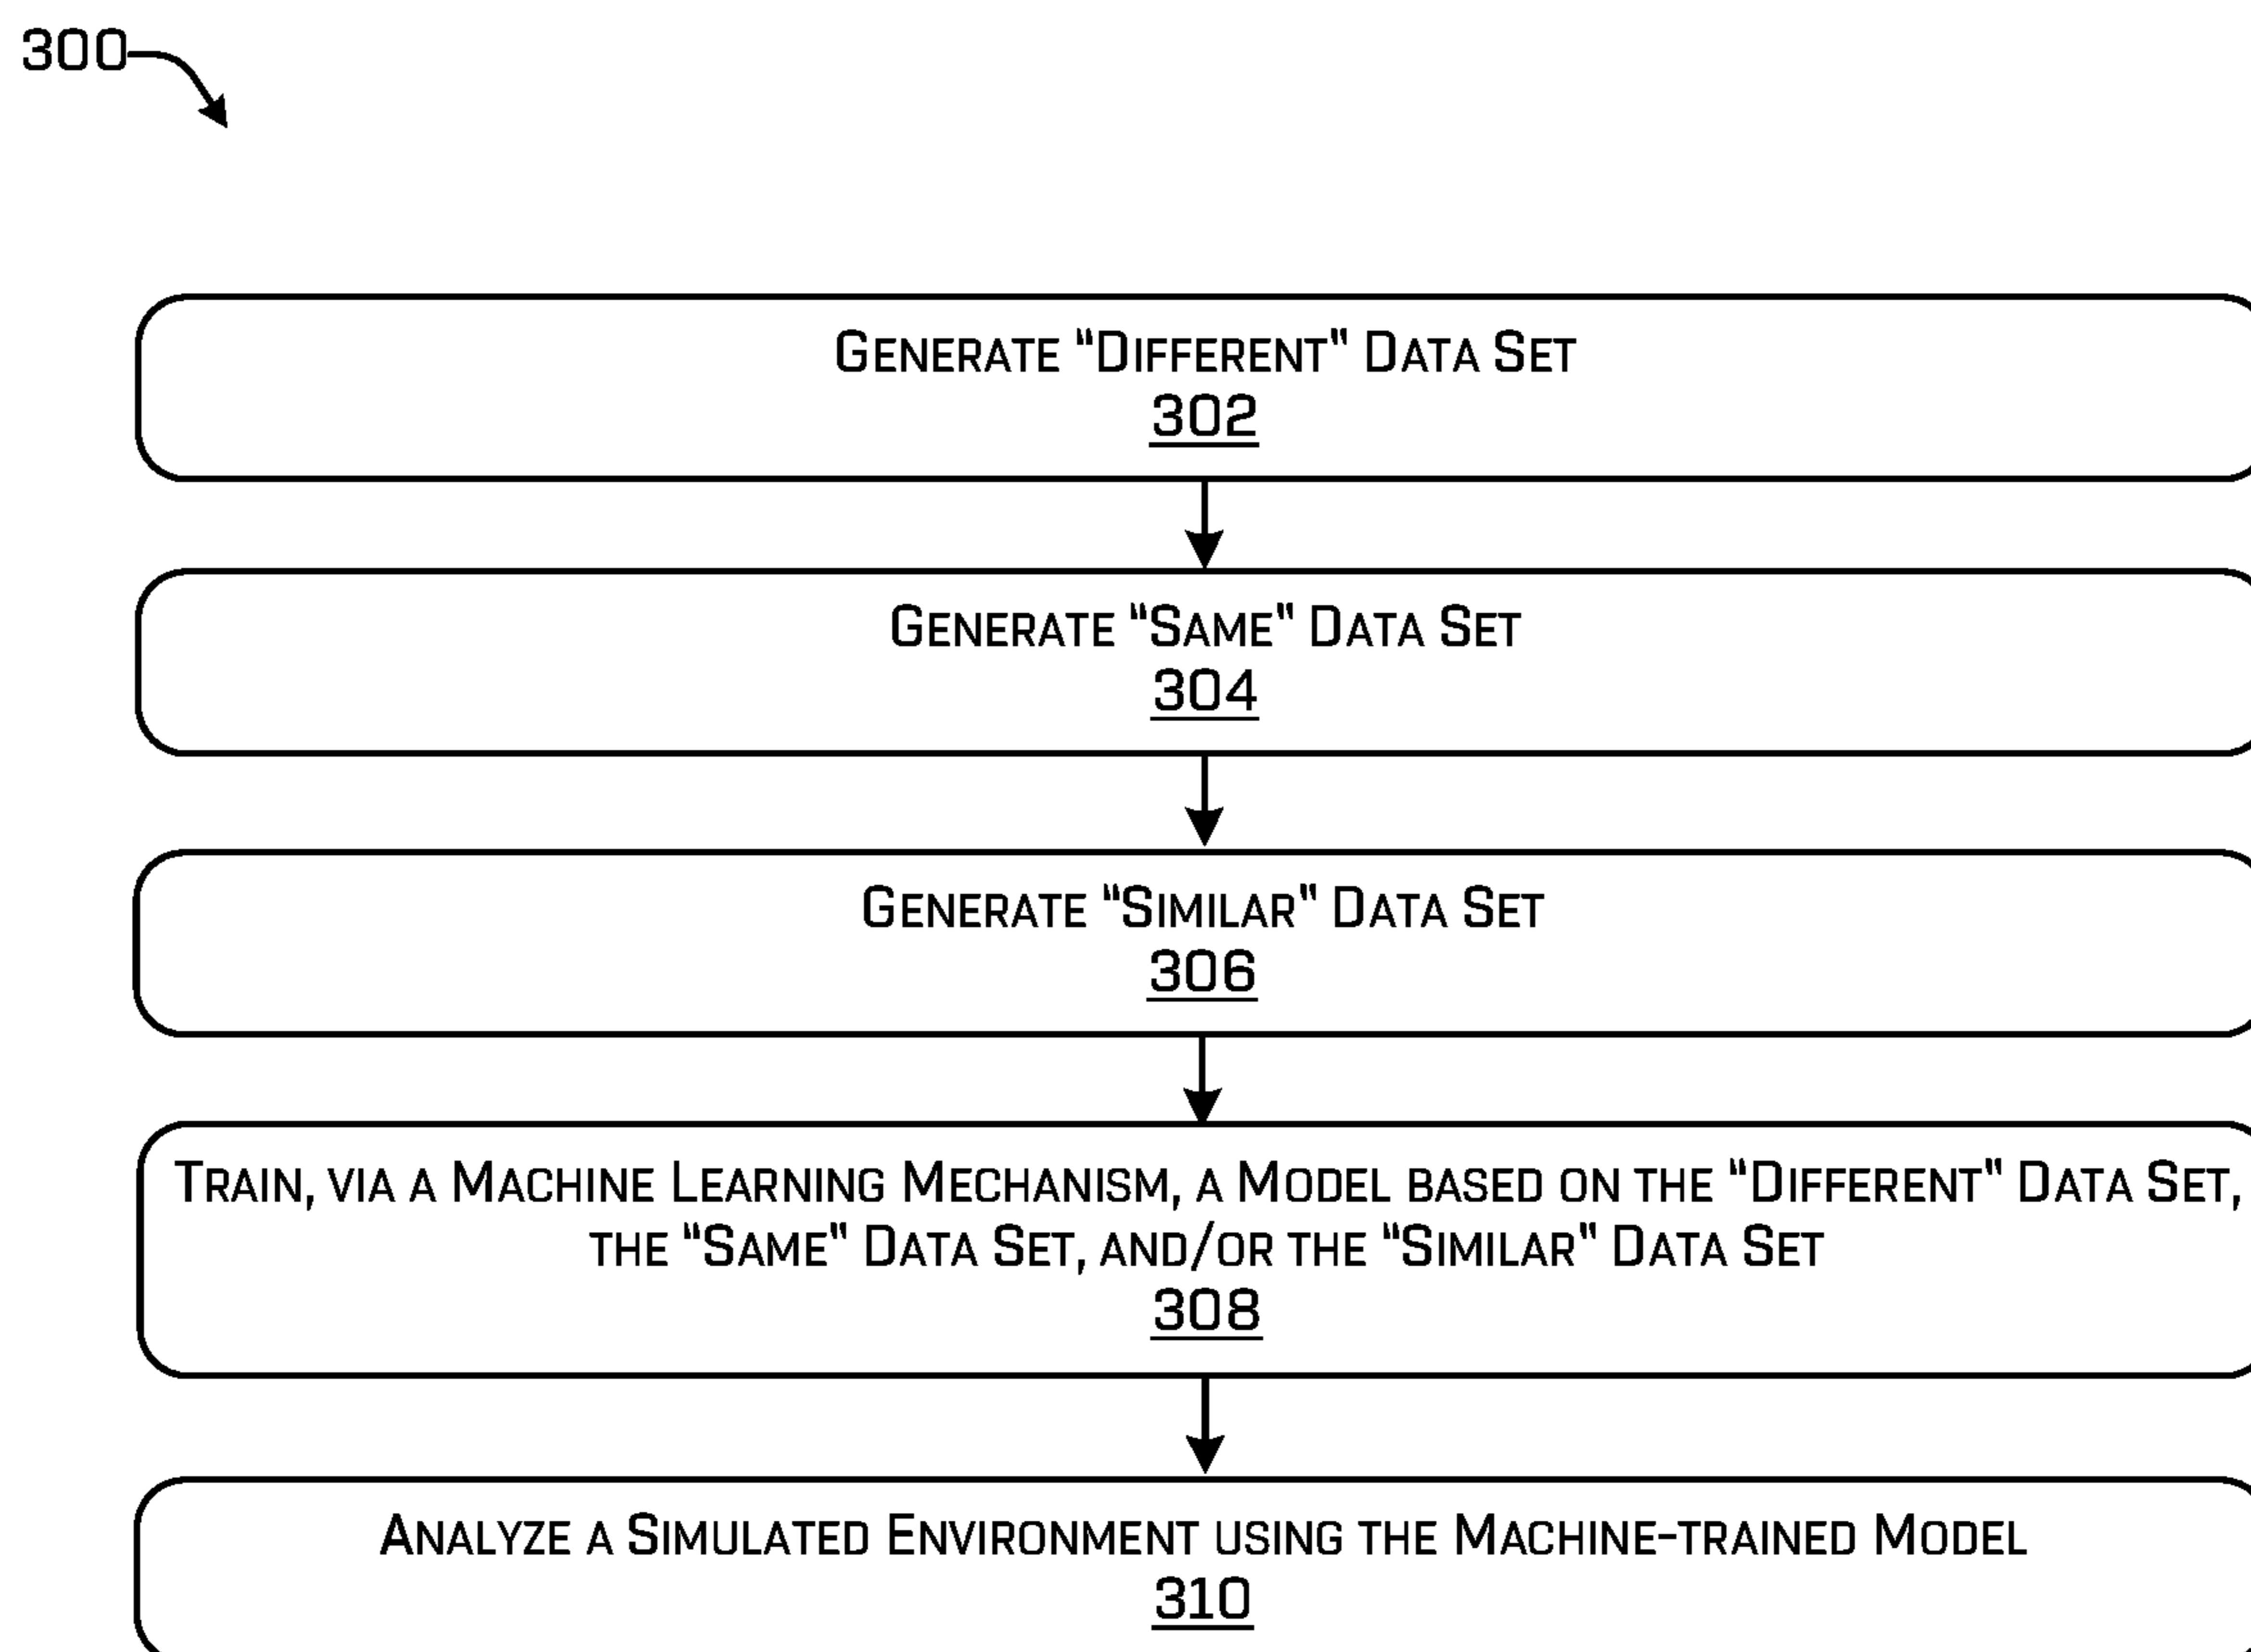 300
Generate "Different" Data Set
302
Generate "Same" Data Set
304
Generate "Similar" Data Set
306
Train, via a Machine Learning Mechanism, a Model based on the "Different" Data Set,
the "Same" Data Set, and/or the "Similar" Data Set
308
Analyze a Simulated Environment using the Machine-trained Model
310